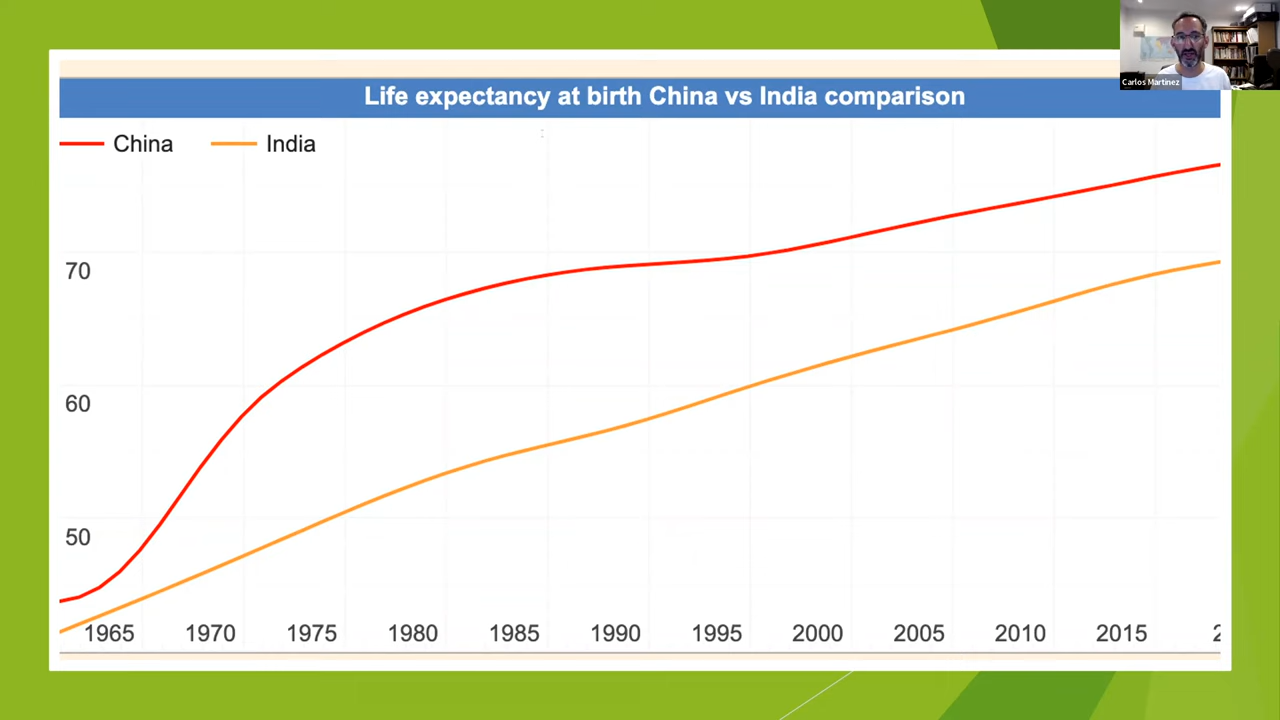 Carlos Martinez
Life expectancy at birth China vs India comparison
China India
70
60
50
1965 1970 1975 1980 1985 1990 1995 2000 2005 2010 2015 2